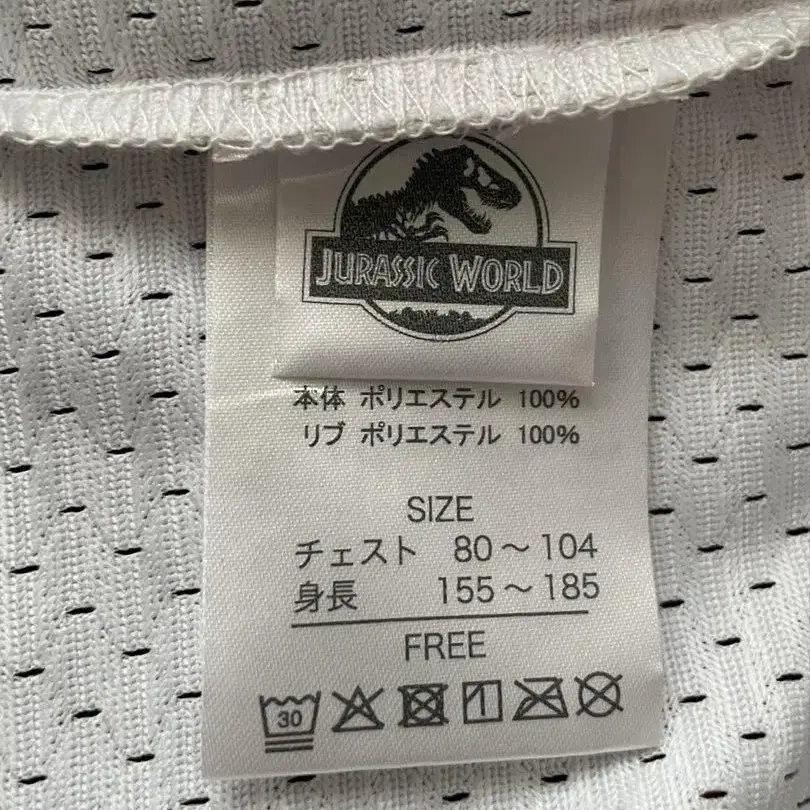 JURASSIC WORLD
本体 ポリエステル 100%
リブ ポリエステル 100%
SIZE
チェスト 80～104
身長 155～185
FREE
30